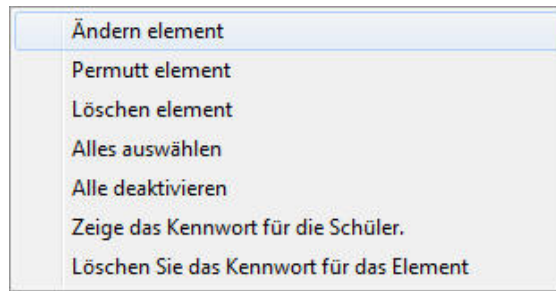 Ändern element
Permutt element
Löschen element
Alles auswählen
Alle deaktivieren
Zeige das Kennwort für die Schüler.
Löschen Sie das Kennwort für das Element